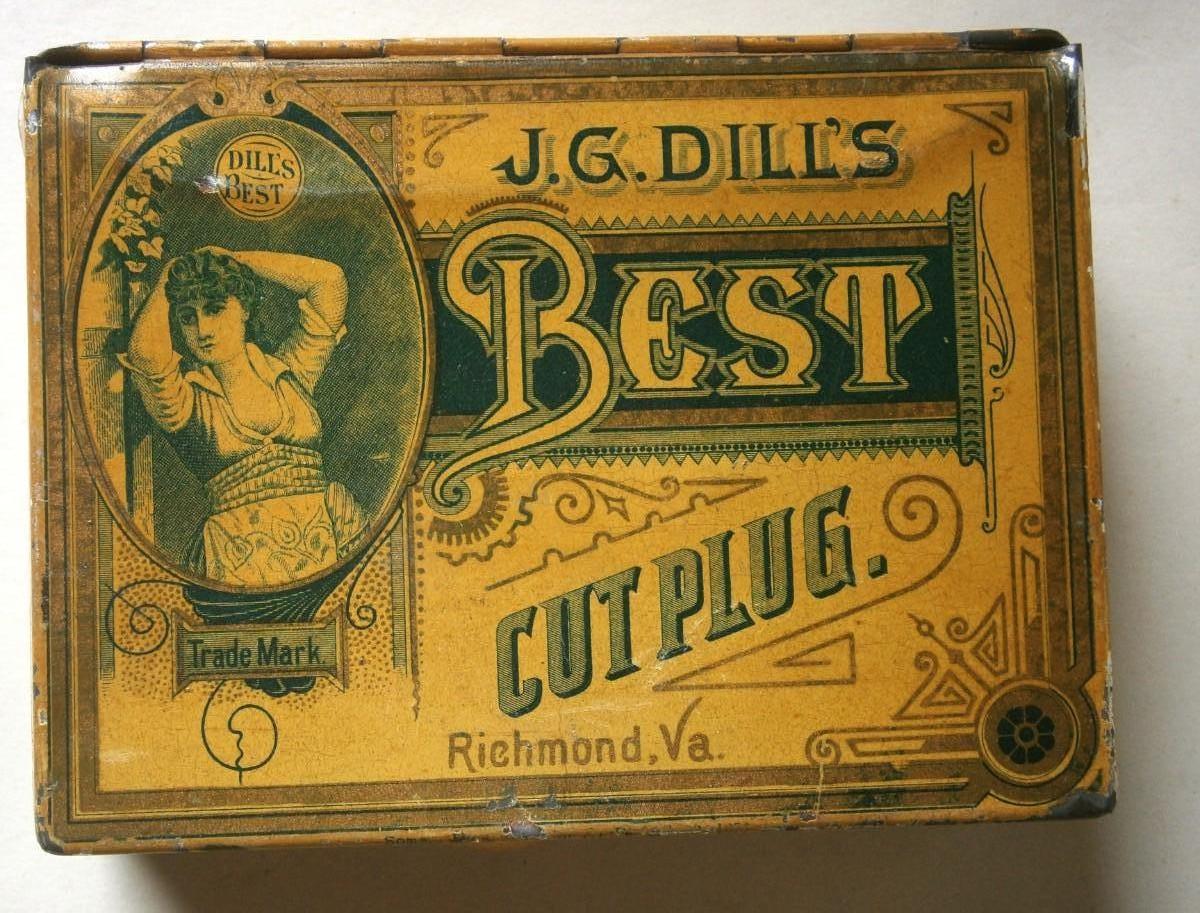 DILL'S
BEST
J.G. DILL'S
BEST
CUT PLUG.
Trade Mark.
Richmond, Va.